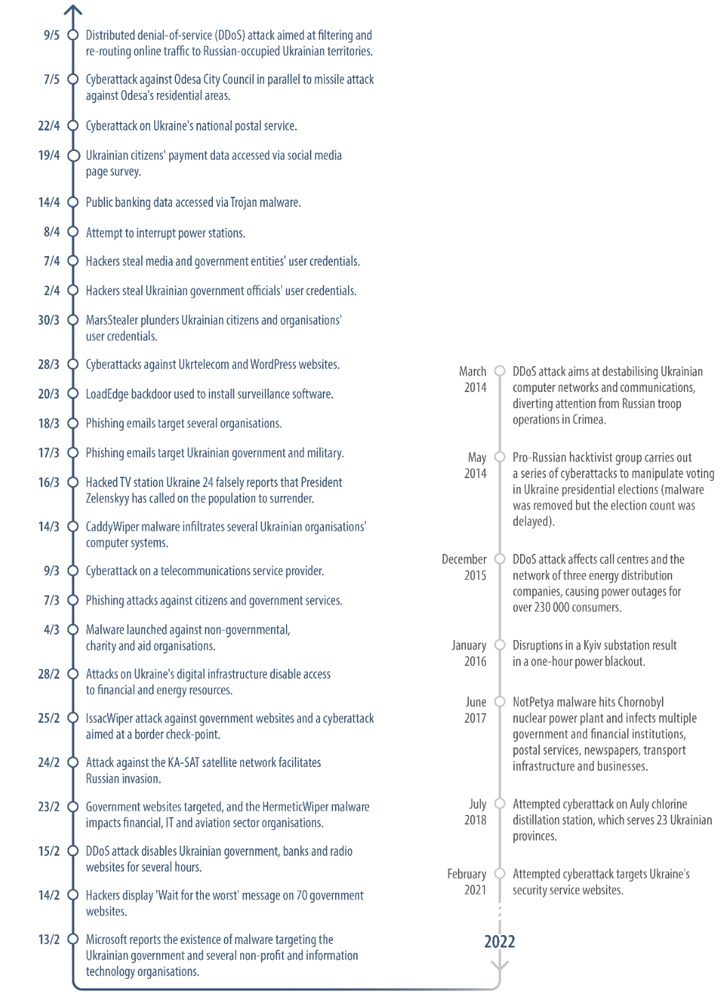 9/5 Distributed denial-of-service (DDoS) attack aimed at filtering and
re-routing online traffic to Russian-occupied Ukrainian territories.
7/5 Cyberattack against Odesa City Council in parallel to missile attack
against Odesa's residential areas.
22/4 Cyberattack on Ukraine's national postal service.
19/4 Ukrainian citizens' payment data accessed via social media
page survey.
14/4 Public banking data accessed via Trojan malware.
8/4 Attempt to interrupt power stations.
7/4 Hackers steal media and government entities' user credentials.
2/4 Hackers steal Ukrainian government officials' user credentials.
30/3 MarsStealer plunders Ukrainian citizens and organisations'
user credentials.
28/3 Cyberattacks against Ukrtelecom and WordPress websites.
20/3 LoadEdge backdoor used to install surveillance software.
18/3 Phishing emails target several organisations.
17/3 Phishing emails target Ukrainian government and military.
16/3 Hacked TV station Ukraine 24 falsely reports that President
Zelenskyy has called on the population to surrender.
14/3 CaddyWiper malware infiltrates several Ukrainian organisations'
computer systems.
9/3 Cyberattack on a telecommunications service provider.
7/3 Phishing attacks against citizens and government services.
4/3 Malware launched against non-governmental,
charity and aid organisations.
28/2 Attacks on Ukraine's digital infrastructure disable access
to financial and energy resources.
25/2 IssacWiper attack against government websites and a cyberattack
aimed at a border check-point.
24/2 Attack against the KA-SAT satellite network facilitates
Russian invasion.
23/2 Government websites targeted, and the HermeticWiper malware
impacts financial, IT and aviation sector organisations.
15/2 DDoS attack disables Ukrainian government, banks and radio
websites for several hours.
14/2 Hackers display 'Wait for the worst' message on 70 government
websites.
13/2 Microsoft reports the existence of malware targeting the
Ukrainian government and several non-profit and information
technology organisations.
March DDoS attack aims at destabilising Ukrainian
2014 computer networks and communications,
diverting attention from Russian troop
operations in Crimea.
May Pro-Russian hacktivist group carries out
2014 a series of cyberattacks to manipulate voting
in Ukraine presidential elections (malware
was removed but the election count was
delayed).
December DDoS attack affects call centres and the
2015 network of three energy distribution
companies, causing power outages for
over 230 000 consumers.
January Disruptions in a Kyiv substation result
2016 in a one-hour power blackout.
June NotPetya malware hits Chornobyl
2017 nuclear power plant and infects multiple
government and financial institutions,
postal services, newspapers, transport
infrastructure and businesses.
July Attempted cyberattack on Auly chlorine
2018 distillation station, which serves 23 Ukrainian
provinces.
February Attempted cyberattack targets Ukraine's
2021 security service websites.
2022